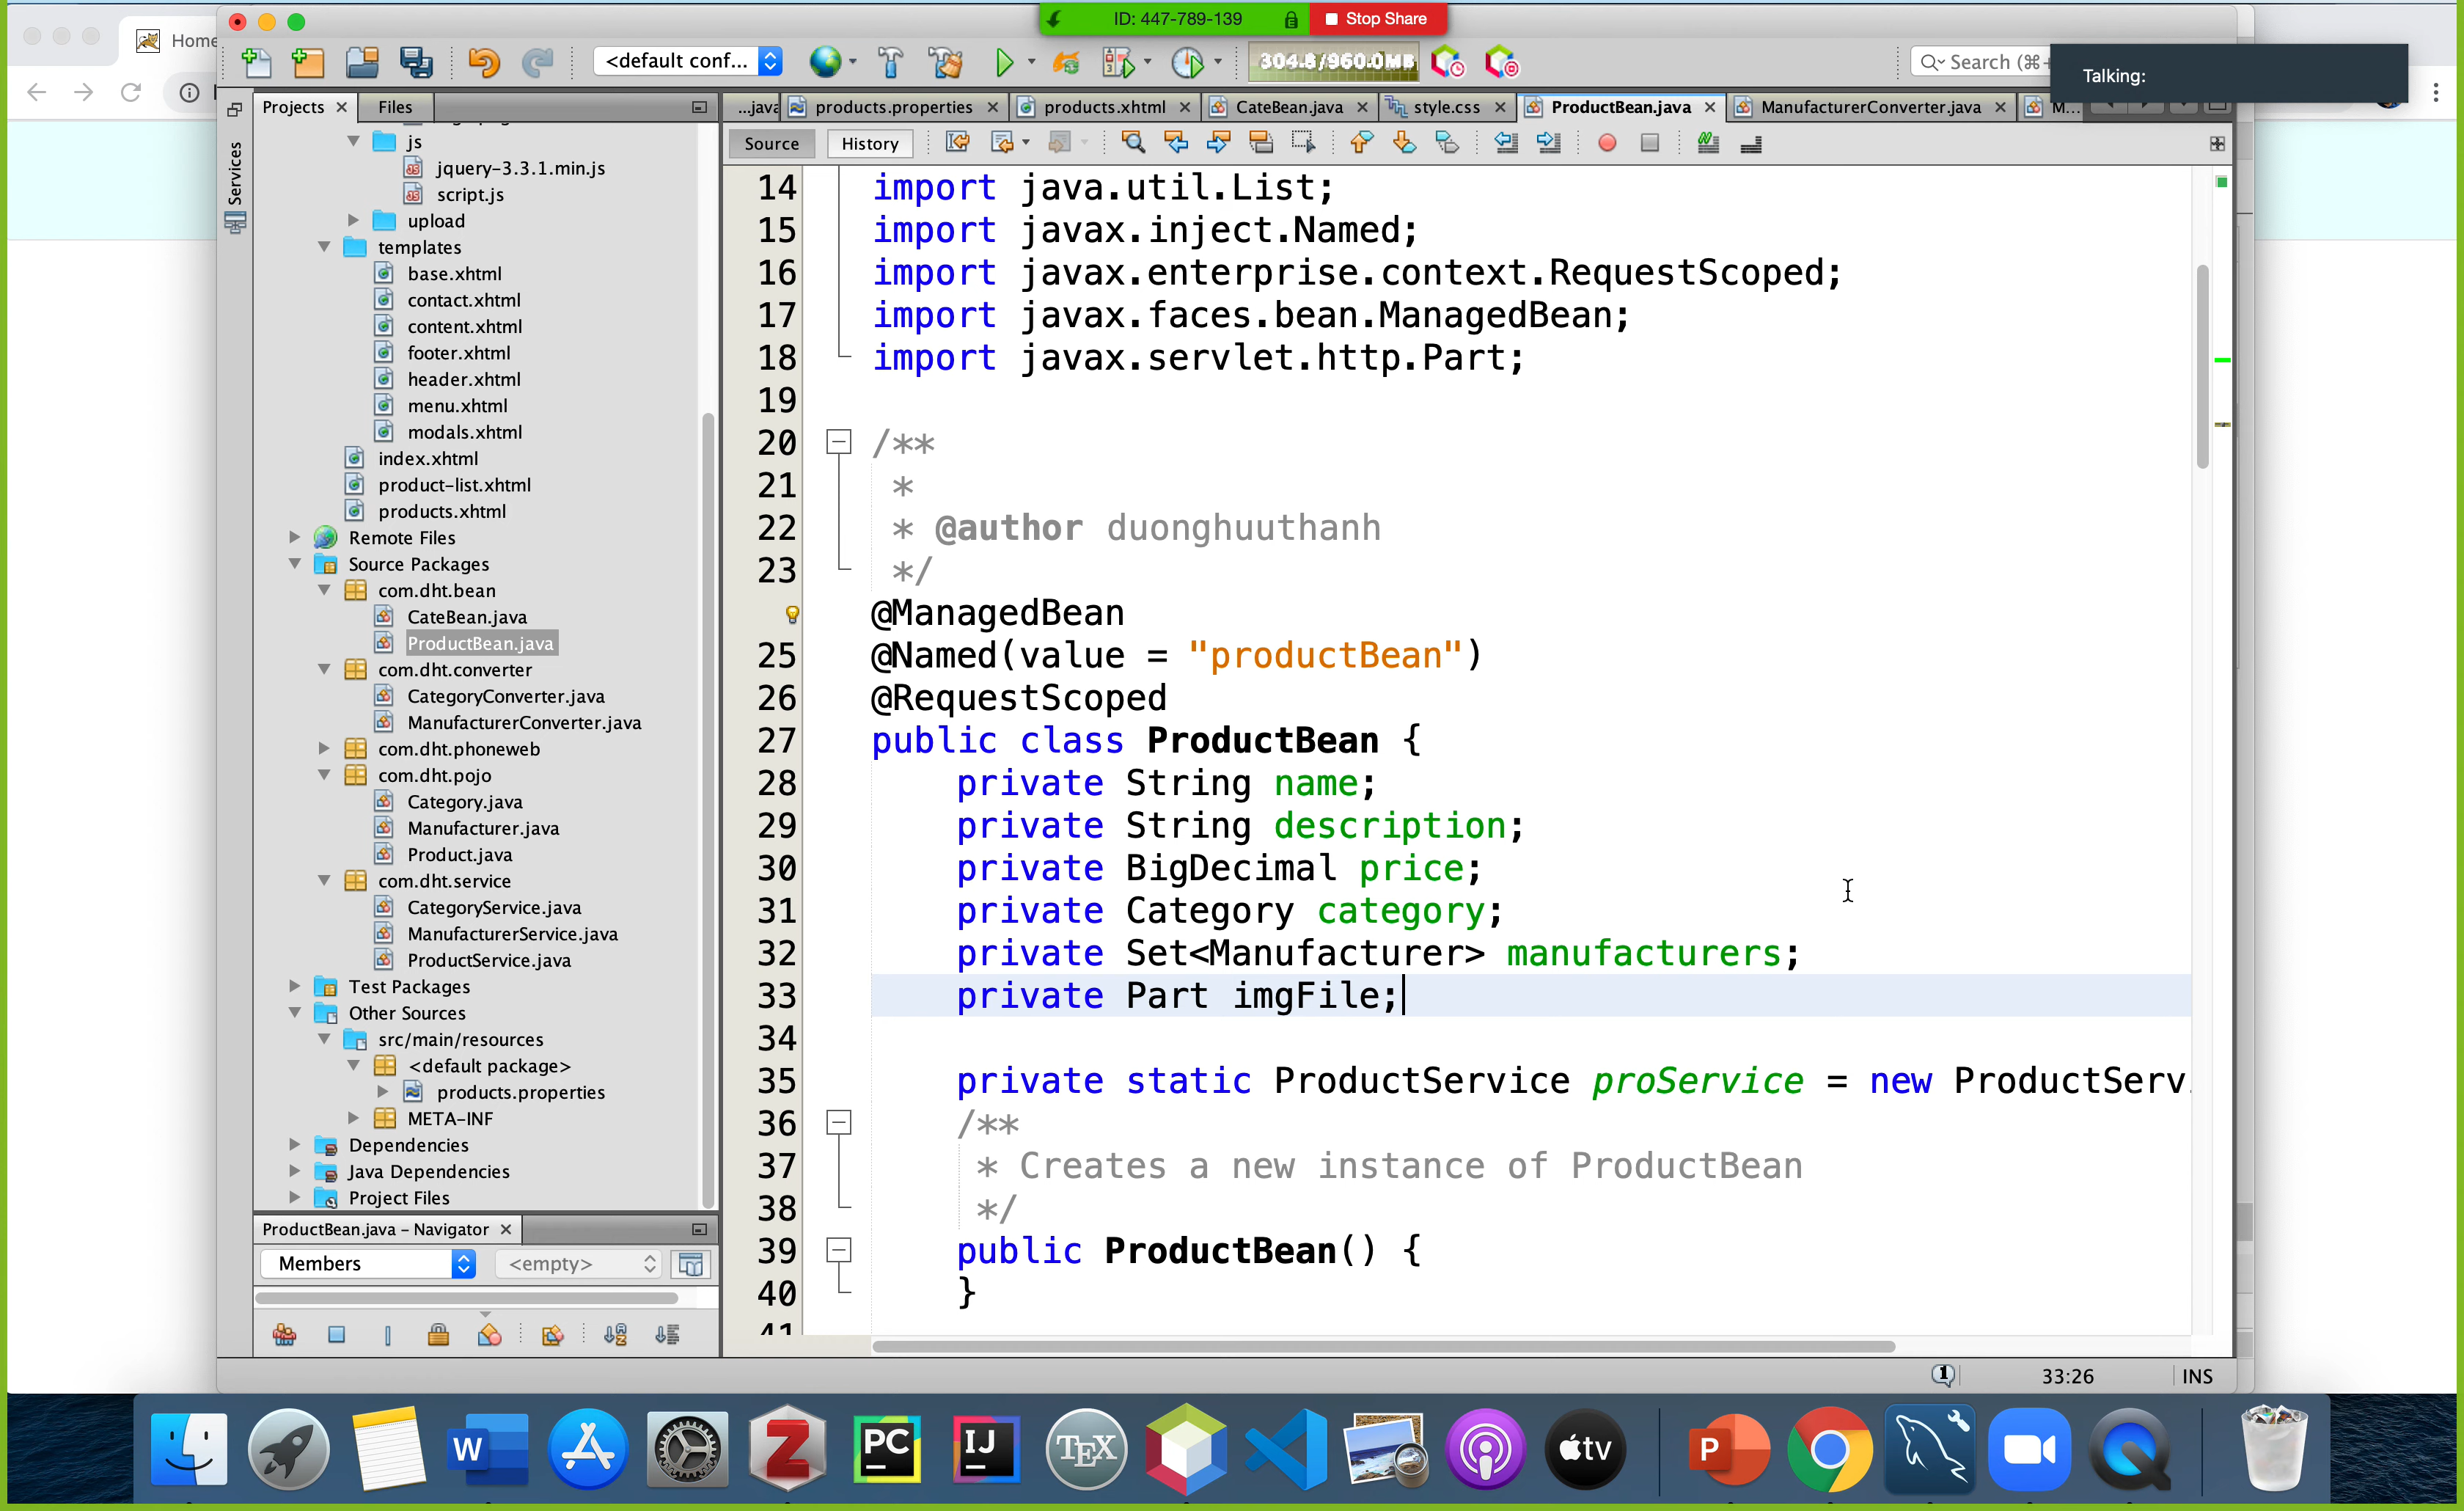 ID: 447-789-139
Stop Share
Home
<default conf...
304.8/960.0MB
Search (⌘+
Talking:
Projects
Files
...java
products.properties
products.xhtml
CateBean.java
style.css
ProductBean.java
ManufacturerConverter.java
M...
Services
Source
History
js
jquery-3.3.1.min.js
script.js
upload
templates
base.xhtml
contact.xhtml
content.xhtml
footer.xhtml
header.xhtml
menu.xhtml
modals.xhtml
index.xhtml
product-list.xhtml
products.xhtml
Remote Files
Source Packages
com.dht.bean
CateBean.java
ProductBean.java
com.dht.converter
CategoryConverter.java
ManufacturerConverter.java
com.dht.phoneweb
com.dht.pojo
Category.java
Manufacturer.java
Product.java
com.dht.service
CategoryService.java
ManufacturerService.java
ProductService.java
Test Packages
Other Sources
src/main/resources
<default package>
products.properties
META-INF
Dependencies
Java Dependencies
Project Files
ProductBean.java - Navigator
Members
<empty>
14 import java.util.List;
15 import javax.inject.Named;
16 import javax.enterprise.context.RequestScoped;
17 import javax.faces.bean.ManagedBean;
18 import javax.servlet.http.Part;
19
20 /**
21 *
22 * @author duonghuuthanh
23 */
@ManagedBean
25 @Named(value = "productBean")
26 @RequestScoped
27 public class ProductBean {
28 private String name;
29 private String description;
30 private BigDecimal price;
31 private Category category;
32 private Set<Manufacturer> manufacturers;
33 private Part imgFile;
34
35 private static ProductService proService = new ProductServ
36 /**
37 * Creates a new instance of ProductBean
38 */
39 public ProductBean() {
40 }
41
1
33:26
INS
W
Z
PC
IJ
TEX
tv
P